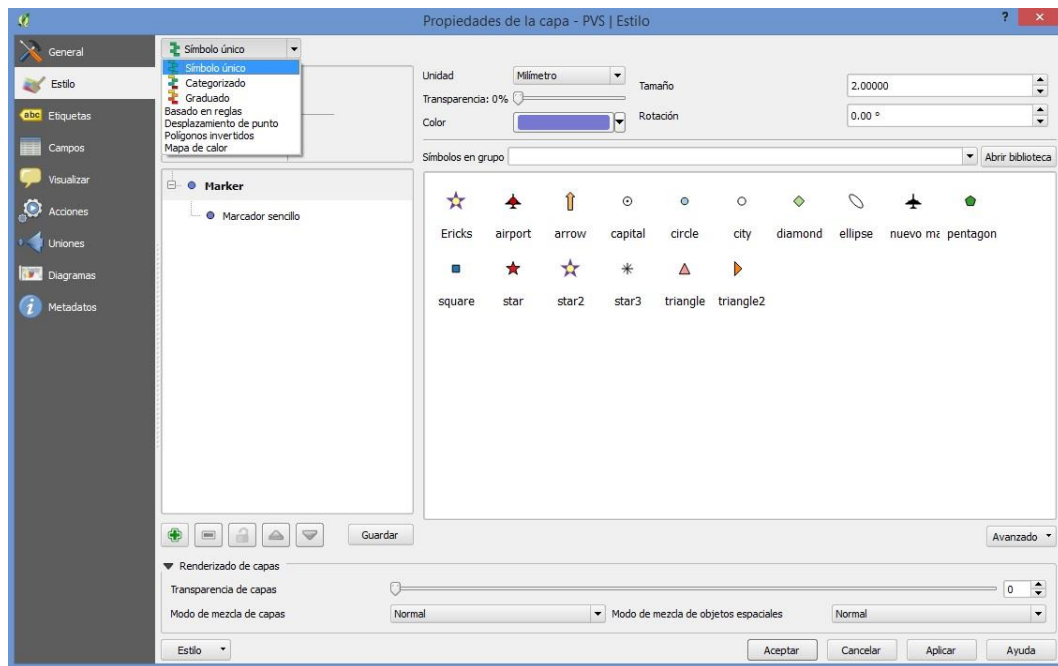 Propiedades de la capa - PVS | Estilo
?
General
Estilo
abc Etiquetas
Campos
Visualizar
Acciones
Uniones
Diagramas
Metadatos
Símbolo único
Símbolo único
Categorizado
Graduado
Basado en reglas
Desplazamiento de punto
Polígonos invertidos
Mapa de calor
Marker
Marcador sencillo
Unidad Milímetro
Transparencia: 0%
Color
Tamaño 2.00000
Rotación 0.00 °
Símbolos en grupo Abrir biblioteca
Ericks airport arrow capital circle city diamond ellipse nuevo ma pentagon
square star star2 star3 triangle triangle2
Guardar Avanzado
Renderizado de capas
Transparencia de capas 0
Modo de mezcla de capas Normal Modo de mezcla de objetos espaciales Normal
Estilo Aceptar Cancelar Aplicar Ayuda